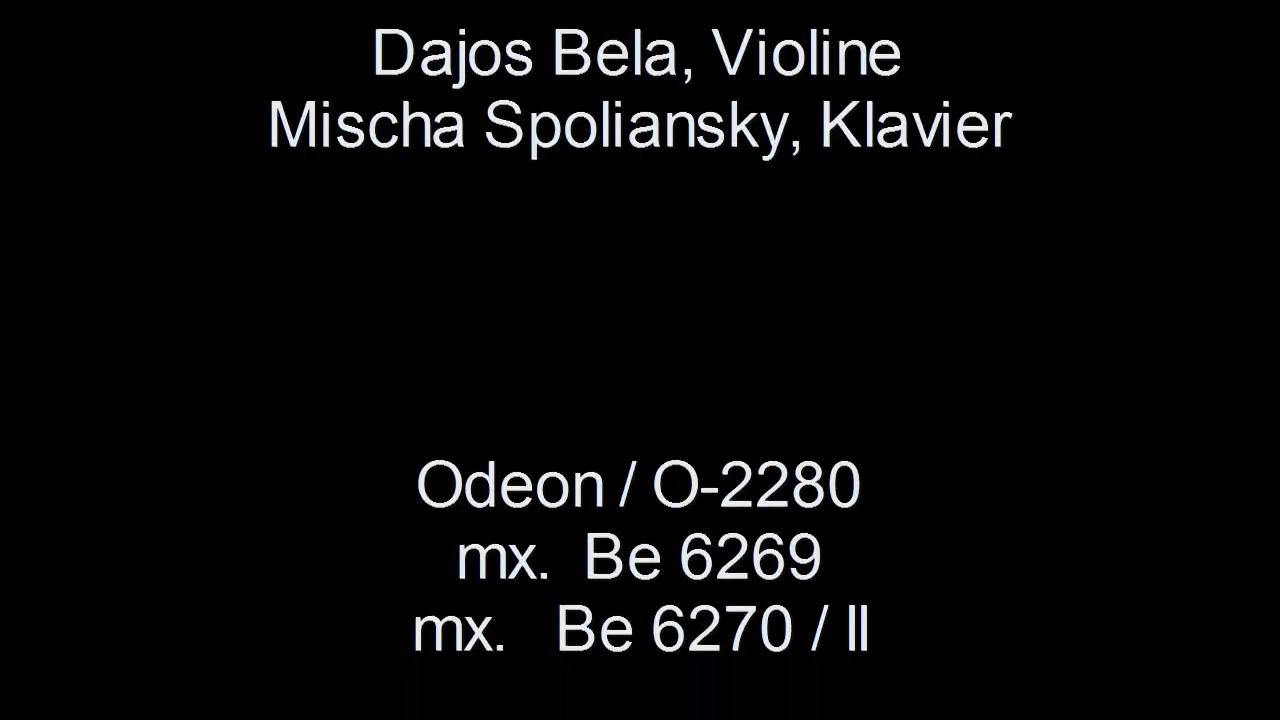 Dajos Bela, Violine
Mischa Spoliansky, Klavier
Odeon / O-2280
mx. Be 6269
mx. Be 6270 / II